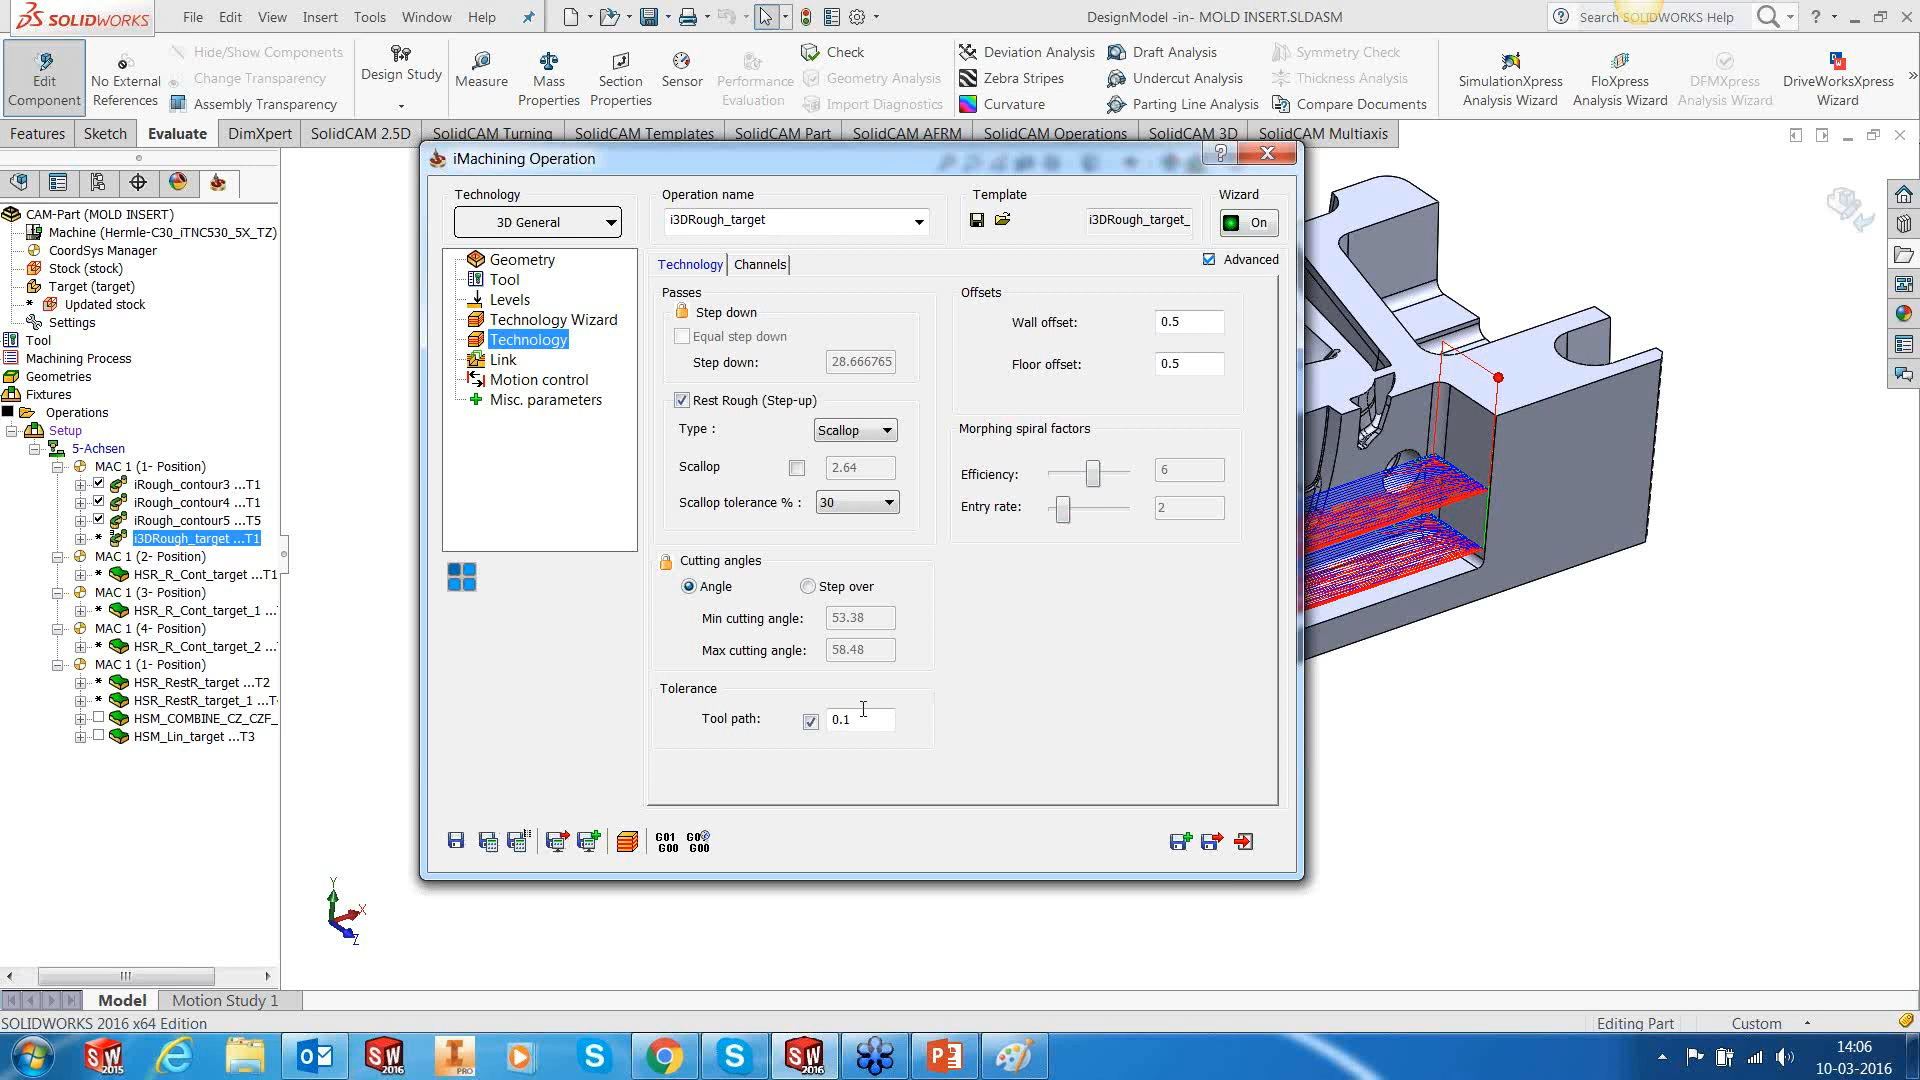 SOLIDWORKS File Edit View Insert Tools Window Help DesignModel -in- MOLD INSERT.SLDASM Search SOLIDWORKS Help
Edit Component
No External References
Hide/Show Components
Change Transparency
Assembly Transparency
Design Study
Measure
Mass Properties
Section Properties
Sensor
Performance Evaluation
Check
Geometry Analysis
Import Diagnostics
Deviation Analysis
Zebra Stripes
Curvature
Draft Analysis
Undercut Analysis
Parting Line Analysis
Symmetry Check
Thickness Analysis
Compare Documents
SimulationXpress Analysis Wizard
FloXpress Analysis Wizard
DFMXpress Analysis Wizard
DriveWorksXpress Wizard
Features Sketch Evaluate DimXpert SolidCAM 2.5D SolidCAM Turning SolidCAM Templates SolidCAM Part SolidCAM AFRM SolidCAM Operations SolidCAM 3D SolidCAM Multiaxis
CAM-Part (MOLD INSERT)
Machine (Hermle-C30_iTNC530_5X_TZ)
CoordSys Manager
Stock (stock)
Target (target)
* Updated stock
Settings
Tool
Machining Process
Geometries
Fixtures
Operations
Setup
5-Achsen
MAC 1 (1- Position)
iRough_contour3 ...T1
iRough_contour4 ...T1
iRough_contour5 ...T5
* i3DRough_target ...T1
MAC 1 (2- Position)
* HSR_R_Cont_target ...T1
MAC 1 (3- Position)
* HSR_R_Cont_target_1 ...
MAC 1 (4- Position)
* HSR_R_Cont_target_2 ...
MAC 1 (1- Position)
* HSR_RestR_target ...T2
* HSR_RestR_target_1 ...T
HSM_COMBINE_CZ_CZF_
HSM_Lin_target ...T3
iMachining Operation
Technology
3D General
Operation name
i3DRough_target
Template
i3DRough_target_
Wizard
On
Geometry
Tool
Levels
Technology Wizard
Technology
Link
Motion control
Misc. parameters
Technology Channels
Advanced
Passes
Step down
Equal step down
Step down: 28.666765
Rest Rough (Step-up)
Type : Scallop
Scallop 2.64
Scallop tolerance % : 30
Cutting angles
Angle Step over
Min cutting angle: 53.38
Max cutting angle: 58.48
Tolerance
Tool path: 0.1
Offsets
Wall offset: 0.5
Floor offset: 0.5
Morphing spiral factors
Efficiency: 6
Entry rate: 2
G01 G00
G00
Y
X
Z
Model Motion Study 1
SOLIDWORKS 2016 x64 Edition
Editing Part Custom
SW 2015
SW 2016
PRO
SW 2016
14:06
10-03-2016